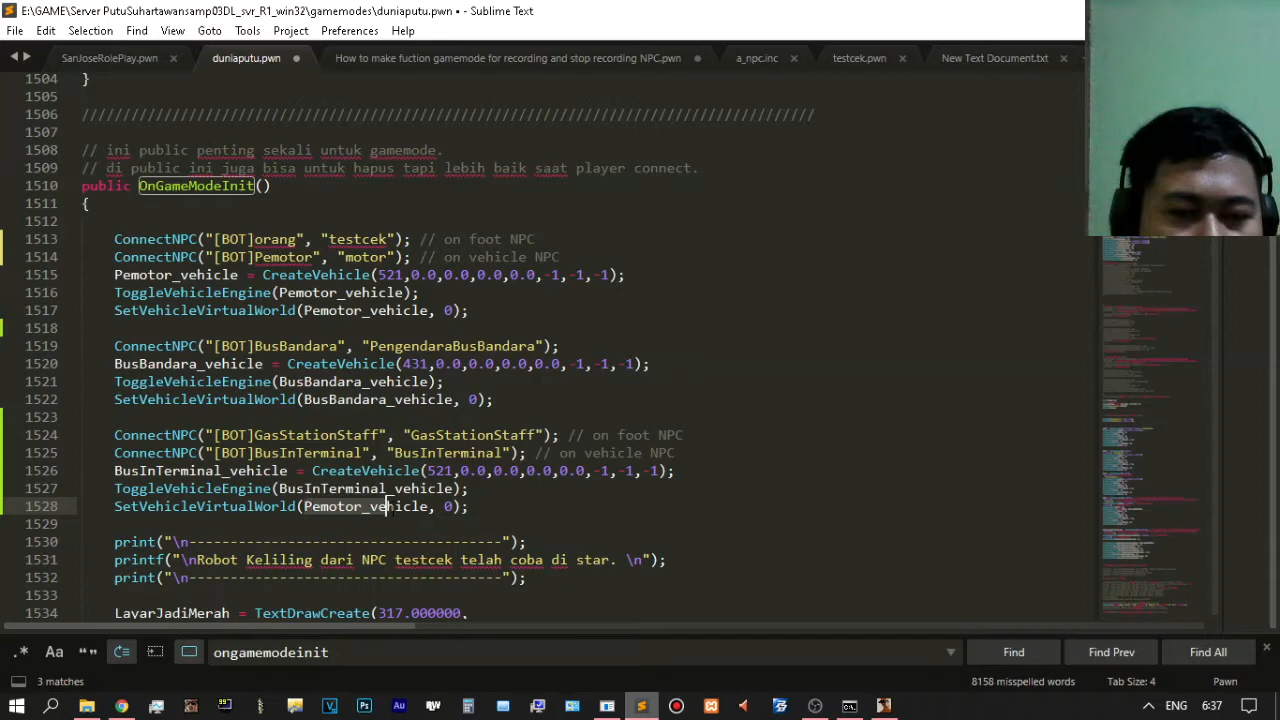 E:\GAME\Server PutuSuhartawansamp03DL_svr_R1_win32\gamemodes\duniaputu.pwn • - Sublime Text
File Edit Selection Find View Goto Tools Project Preferences Help
SanJoseRolePlay.pwn duniaputu.pwn How to make fuction gamemode for recording and stop recording NPC.pwn a_npc.inc testcek.pwn New Text Document.txt
1504 }
1505
1506 //////////////////////////////////////////////////////////////////////////////////////////
1507
1508 // ini public penting sekali untuk gamemode.
1509 // di public ini juga bisa untuk hapus tapi lebih baik saat player connect.
1510 public OnGameModeInit()
1511 {
1512
1513 ConnectNPC("[BOT]orang", "testcek"); // on foot NPC
1514 ConnectNPC("[BOT]Pemotor", "motor"); // on vehicle NPC
1515 Pemotor_vehicle = CreateVehicle(521,0.0,0.0,0.0,0.0,-1,-1,-1);
1516 ToggleVehicleEngine(Pemotor_vehicle);
1517 SetVehicleVirtualWorld(Pemotor_vehicle, 0);
1518
1519 ConnectNPC("[BOT]BusBandara", "PengendaraBusBandara");
1520 BusBandara_vehicle = CreateVehicle(431,0.0,0.0,0.0,0.0,-1,-1,-1);
1521 ToggleVehicleEngine(BusBandara_vehicle);
1522 SetVehicleVirtualWorld(BusBandara_vehicle, 0);
1523
1524 ConnectNPC("[BOT]GasStationStaff", "GasStationStaff"); // on foot NPC
1525 ConnectNPC("[BOT]BusInTerminal", "BusInTerminal"); // on vehicle NPC
1526 BusInTerminal_vehicle = CreateVehicle(521,0.0,0.0,0.0,0.0,-1,-1,-1);
1527 ToggleVehicleEngine(BusInTerminal_vehicle);
1528 SetVehicleVirtualWorld(Pemotor_vehicle, 0);
1529
1530 print("\n--------------------------------------");
1531 printf("\nRobot Keliling dari NPC testcek telah coba di star. \n");
1532 print("\n--------------------------------------");
1533
1534 LayarJadiMerah = TextDrawCreate(317.000000,
.* Aa “” ongamemodeinit Find Find Prev Find All
3 matches 8158 misspelled words Tab Size: 4 Pawn
ENG 6:37